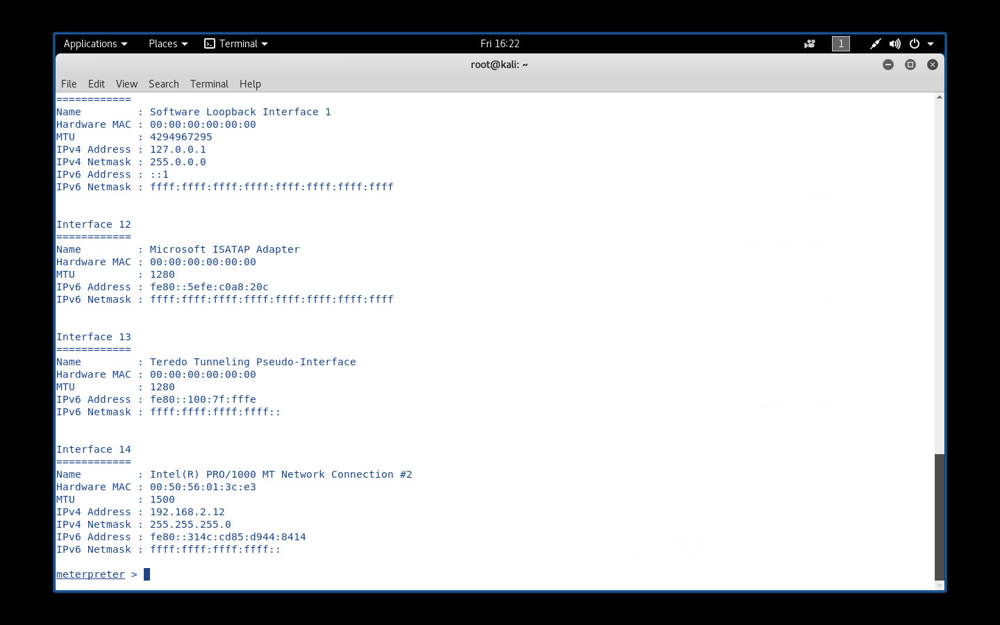 Applications Places Terminal Fri 16:22 1
root@kali: ~
File Edit View Search Terminal Help
============
Name         : Software Loopback Interface 1
Hardware MAC : 00:00:00:00:00:00
MTU          : 4294967295
IPv4 Address : 127.0.0.1
IPv4 Netmask : 255.0.0.0
IPv6 Address : ::1
IPv6 Netmask : ffff:ffff:ffff:ffff:ffff:ffff:ffff:ffff
Interface 12
============
Name         : Microsoft ISATAP Adapter
Hardware MAC : 00:00:00:00:00:00
MTU          : 1280
IPv6 Address : fe80::5efe:c0a8:20c
IPv6 Netmask : ffff:ffff:ffff:ffff:ffff:ffff:ffff:ffff
Interface 13
============
Name         : Teredo Tunneling Pseudo-Interface
Hardware MAC : 00:00:00:00:00:00
MTU          : 1280
IPv6 Address : fe80::100:7f:fffe
IPv6 Netmask : ffff:ffff:ffff:ffff::
Interface 14
============
Name         : Intel(R) PRO/1000 MT Network Connection #2
Hardware MAC : 00:50:56:01:3c:e3
MTU          : 1500
IPv4 Address : 192.168.2.12
IPv4 Netmask : 255.255.255.0
IPv6 Address : fe80::314c:cd85:d944:8414
IPv6 Netmask : ffff:ffff:ffff:ffff::
meterpreter >